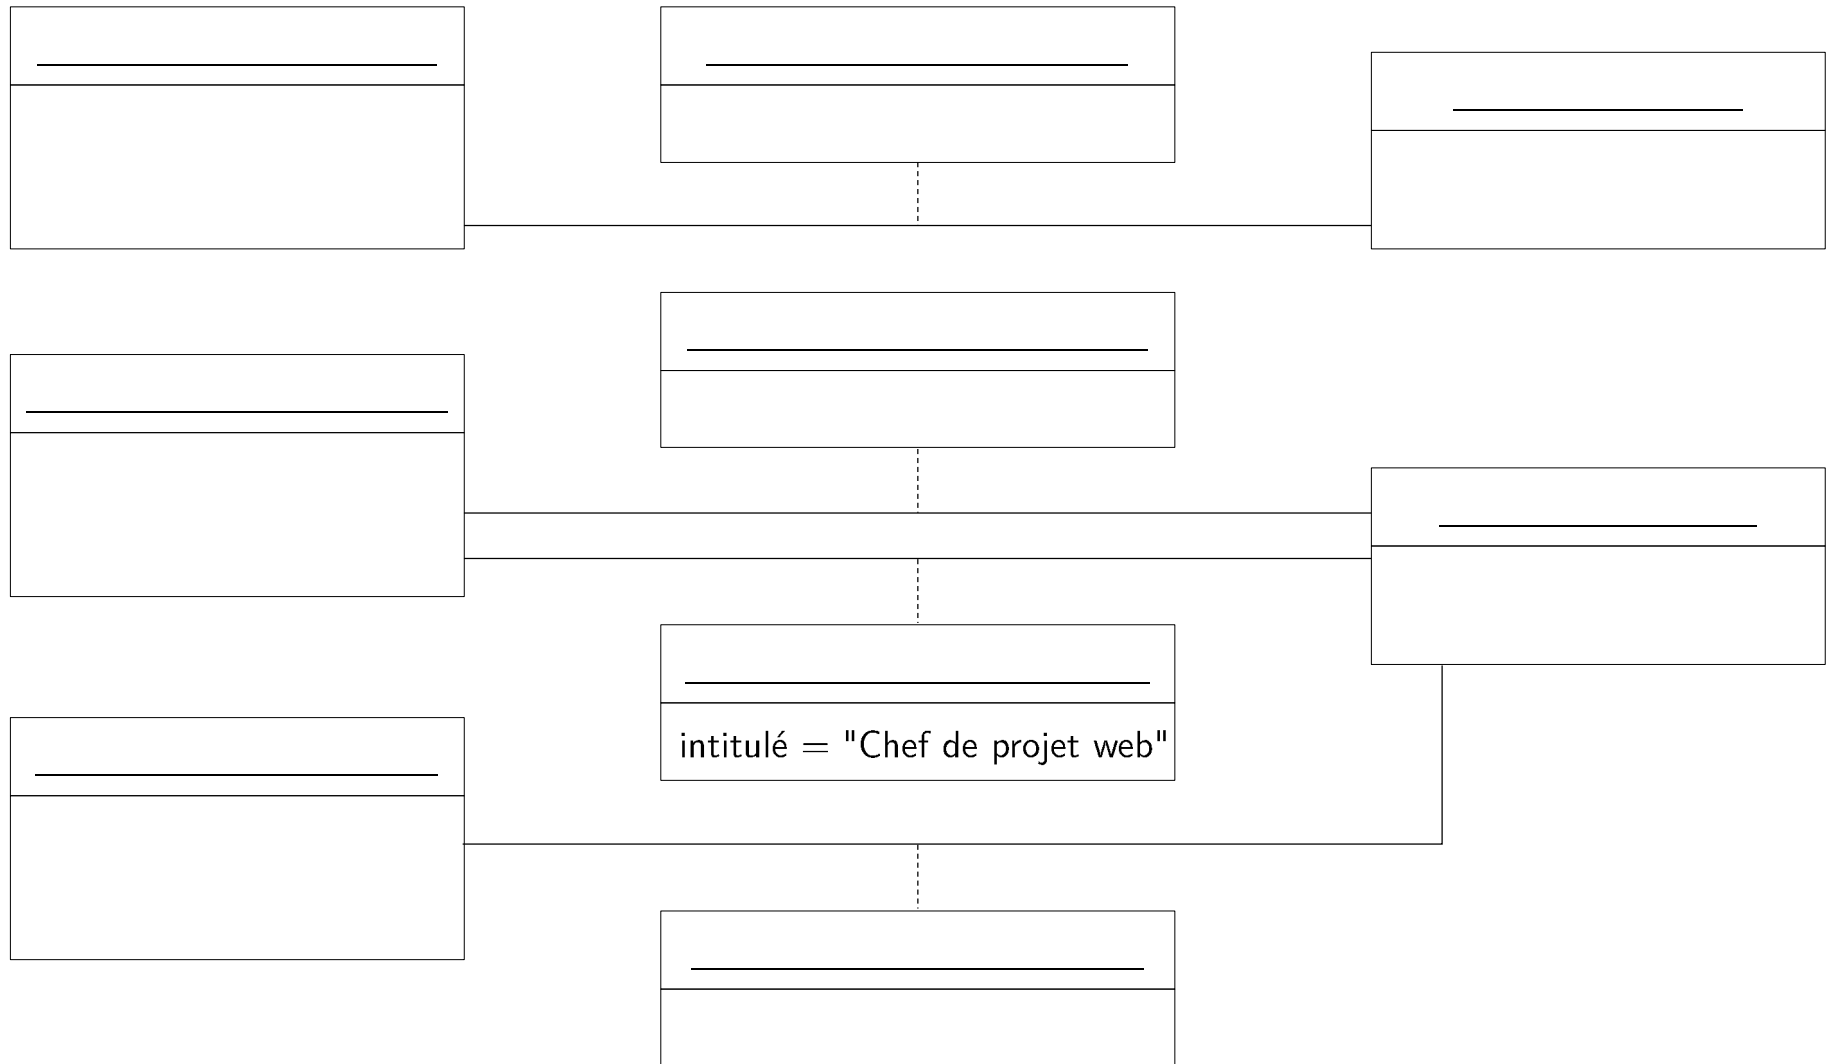 intitulé = "Chef de projet web"